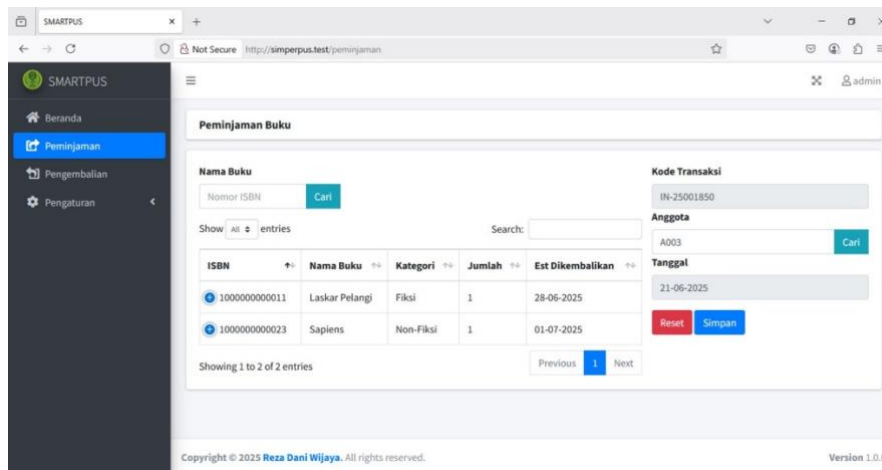 SMARTPUS
Not Secure http://simperpus.test/peminjaman
SMARTPUS
admin
Beranda
Peminjaman
Pengembalian
Pengaturan
Peminjaman Buku
Nama Buku
Nomor ISBN Cari
Show All entries
Search:
ISBN Nama Buku Kategori Jumlah Est Dikembalikan
1000000000011 Laskar Pelangi Fiksi 1 28-06-2025
1000000000023 Sapiens Non-Fiksi 1 01-07-2025
Showing 1 to 2 of 2 entries
Previous 1 Next
Kode Transaksi
IN-25001850
Anggota
A003 Cari
Tanggal
21-06-2025
Reset Simpan
Copyright © 2025 Reza Dani Wijaya. All rights reserved.
Version 1.0.